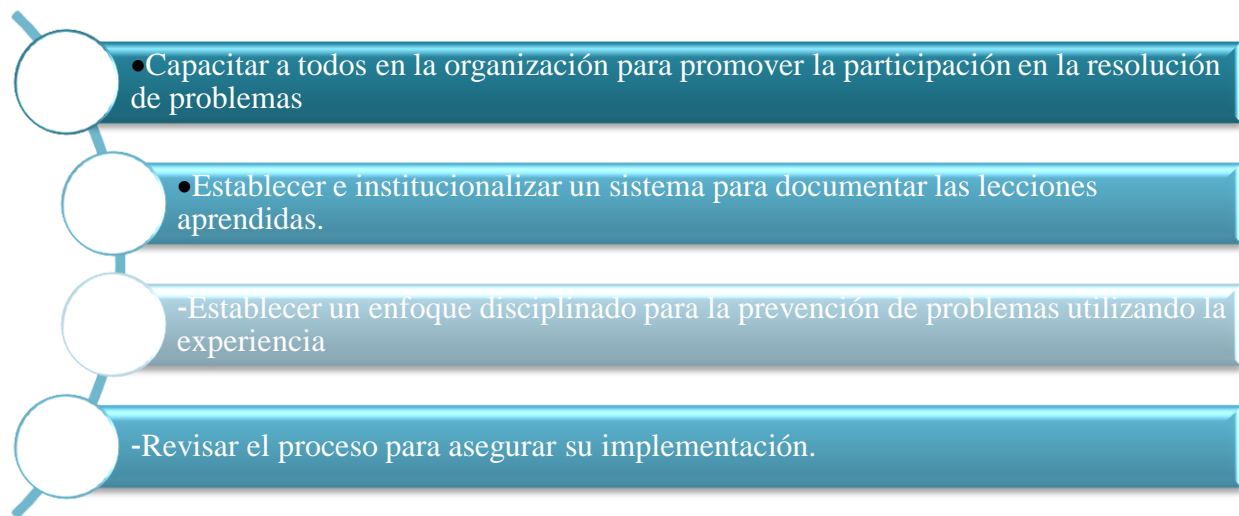 •Capacitar a todos en la organización para promover la participación en la resolución
de problemas
•Establecer e institucionalizar un sistema para documentar las lecciones
aprendidas.
-Establecer un enfoque disciplinado para la prevención de problemas utilizando la
experiencia
-Revisar el proceso para asegurar su implementación.